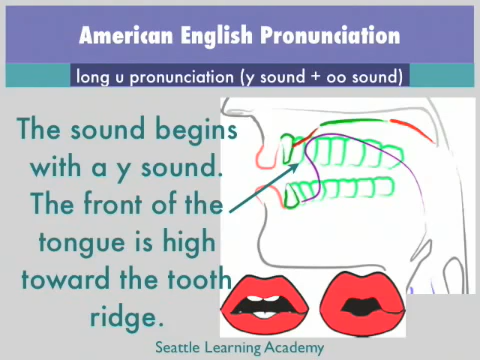 American English Pronunciation
long u pronunciation (y sound + oo sound)
The sound begins
with a y sound.
The front of the
tongue is high
toward the tooth
ridge.
Seattle Learning Academy